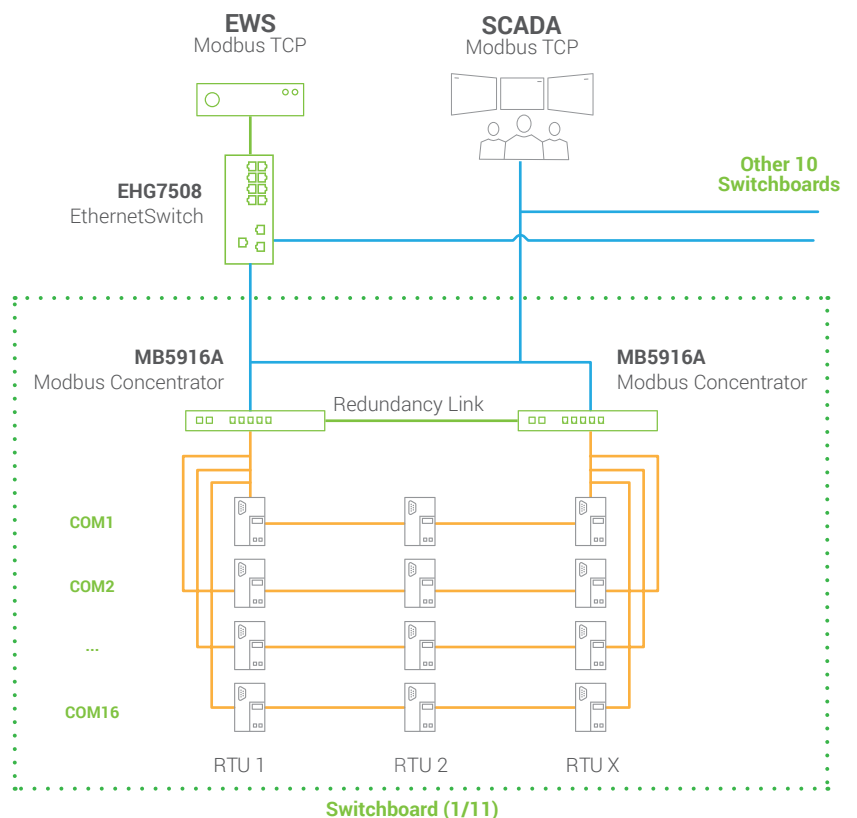 EWS
Modbus TCP
SCADA
Modbus TCP
Other 10
Switchboards
EHG7508
EthernetSwitch
MB5916A
Modbus Concentrator
MB5916A
Modbus Concentrator
Redundancy Link
COM1
COM2
...
COM16
RTU 1
RTU 2
RTU X
Switchboard (1/11)